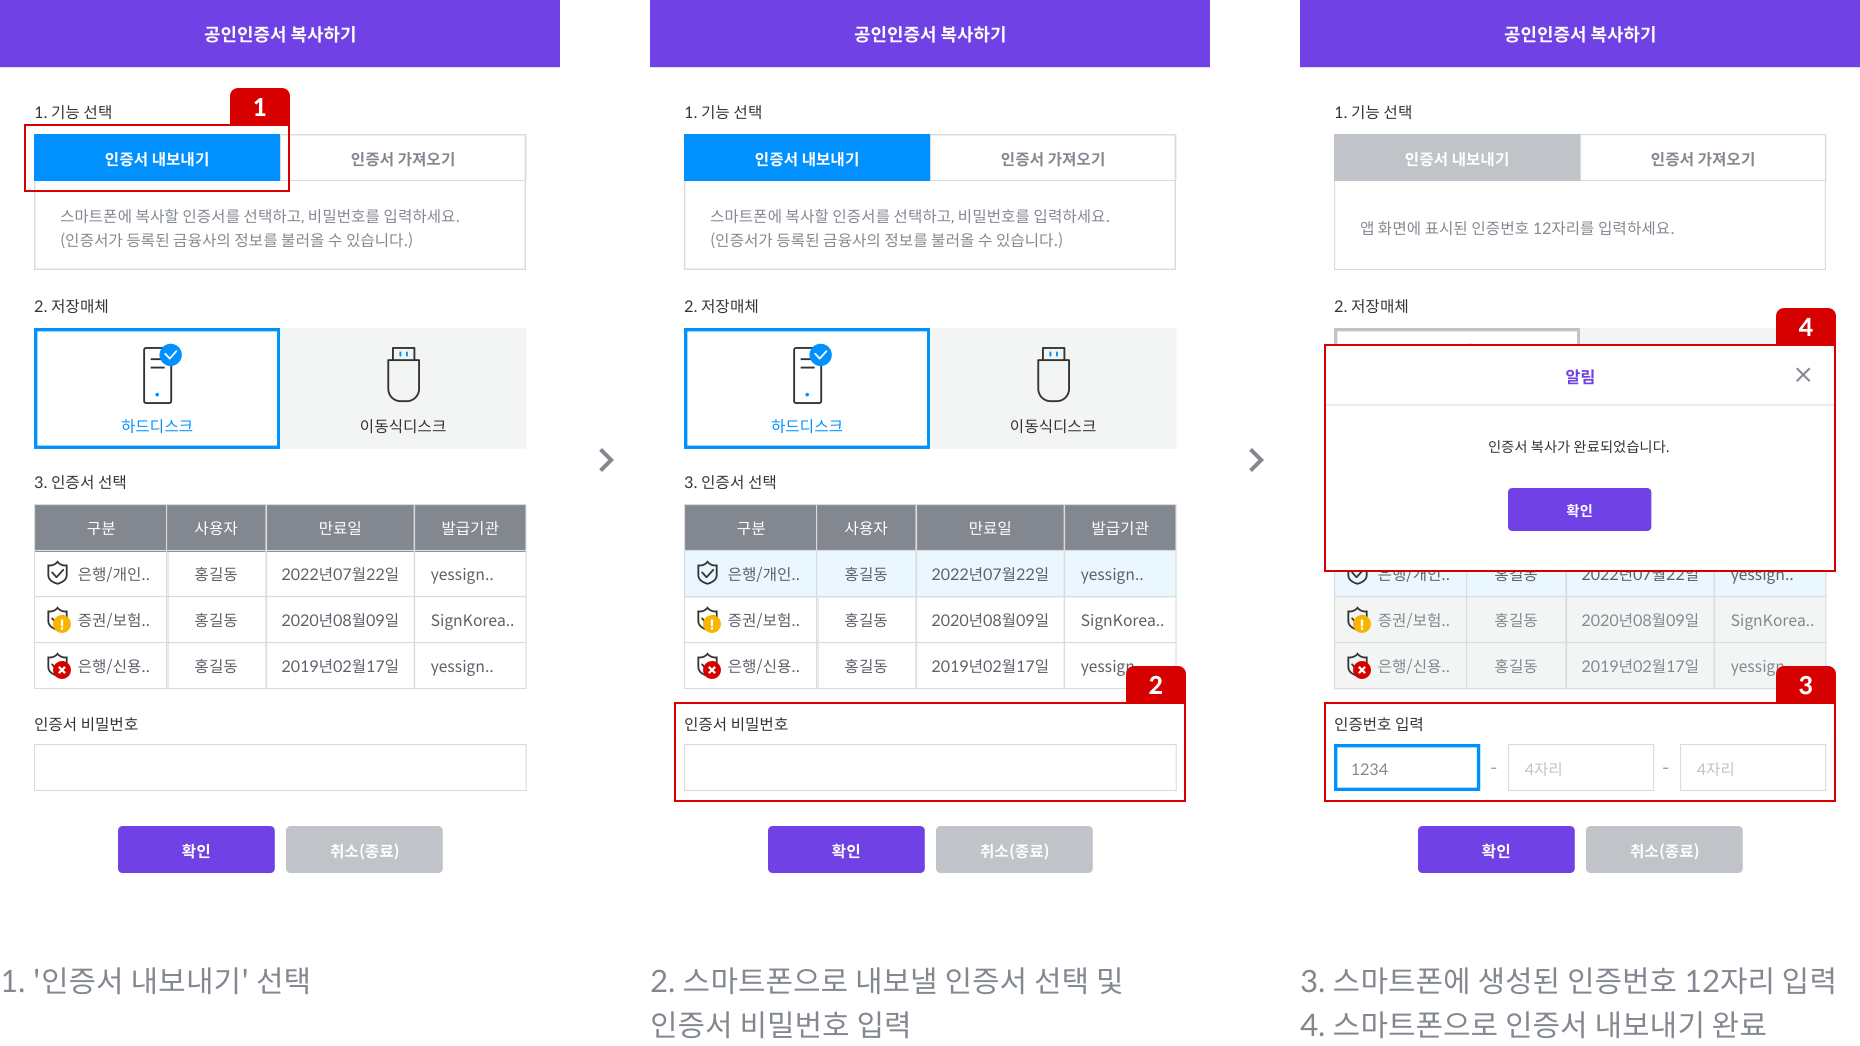 공인인증서 복사하기
1. 기능 선택
1
인증서 내보내기
인증서 가져오기
스마트폰에 복사할 인증서를 선택하고, 비밀번호를 입력하세요.
(인증서가 등록된 금융사의 정보를 불러올 수 있습니다.)
2. 저장매체
하드디스크
이동식디스크
3. 인증서 선택
구분 사용자 만료일 발급기관
은행/개인.. 홍길동 2022년07월22일 yessign..
증권/보험.. 홍길동 2020년08월09일 SignKorea..
은행/신용.. 홍길동 2019년02월17일 yessign..
인증서 비밀번호
확인
취소(종료)
1. '인증서 내보내기' 선택
공인인증서 복사하기
1. 기능 선택
인증서 내보내기
인증서 가져오기
스마트폰에 복사할 인증서를 선택하고, 비밀번호를 입력하세요.
(인증서가 등록된 금융사의 정보를 불러올 수 있습니다.)
2. 저장매체
하드디스크
이동식디스크
3. 인증서 선택
구분 사용자 만료일 발급기관
은행/개인.. 홍길동 2022년07월22일 yessign..
증권/보험.. 홍길동 2020년08월09일 SignKorea..
은행/신용.. 홍길동 2019년02월17일 yessign
2
인증서 비밀번호
확인
취소(종료)
2. 스마트폰으로 내보낼 인증서 선택 및
인증서 비밀번호 입력
공인인증서 복사하기
1. 기능 선택
인증서 내보내기
인증서 가져오기
앱 화면에 표시된 인증번호 12자리를 입력하세요.
2. 저장매체
4
알림
인증서 복사가 완료되었습니다.
확인
은행/개인.. 홍길동 2022년07월22일 yessign..
증권/보험.. 홍길동 2020년08월09일 SignKorea..
은행/신용.. 홍길동 2019년02월17일 yessign
3
인증번호 입력
1234 - 4자리 - 4자리
확인
취소(종료)
3. 스마트폰에 생성된 인증번호 12자리 입력
4. 스마트폰으로 인증서 내보내기 완료